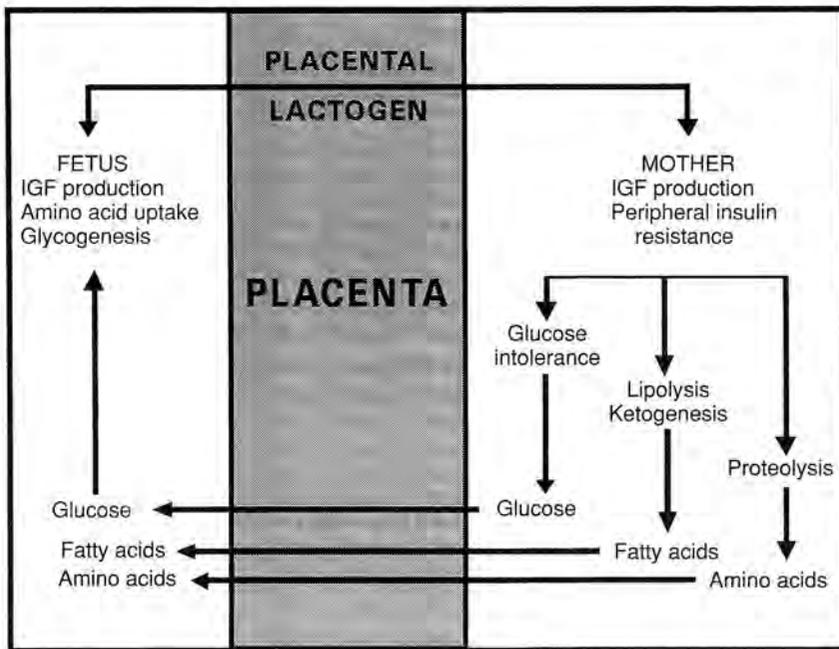 PLACENTAL
LACTOGEN
FETUS
IGF production
Amino acid uptake
Glycogenesis
MOTHER
IGF production
Peripheral insulin
resistance
PLACENTA
Glucose
intolerance
Lipolysis
Ketogenesis
Proteolysis
Glucose
Glucose
Fatty acids
Fatty acids
Amino acids
Amino acids